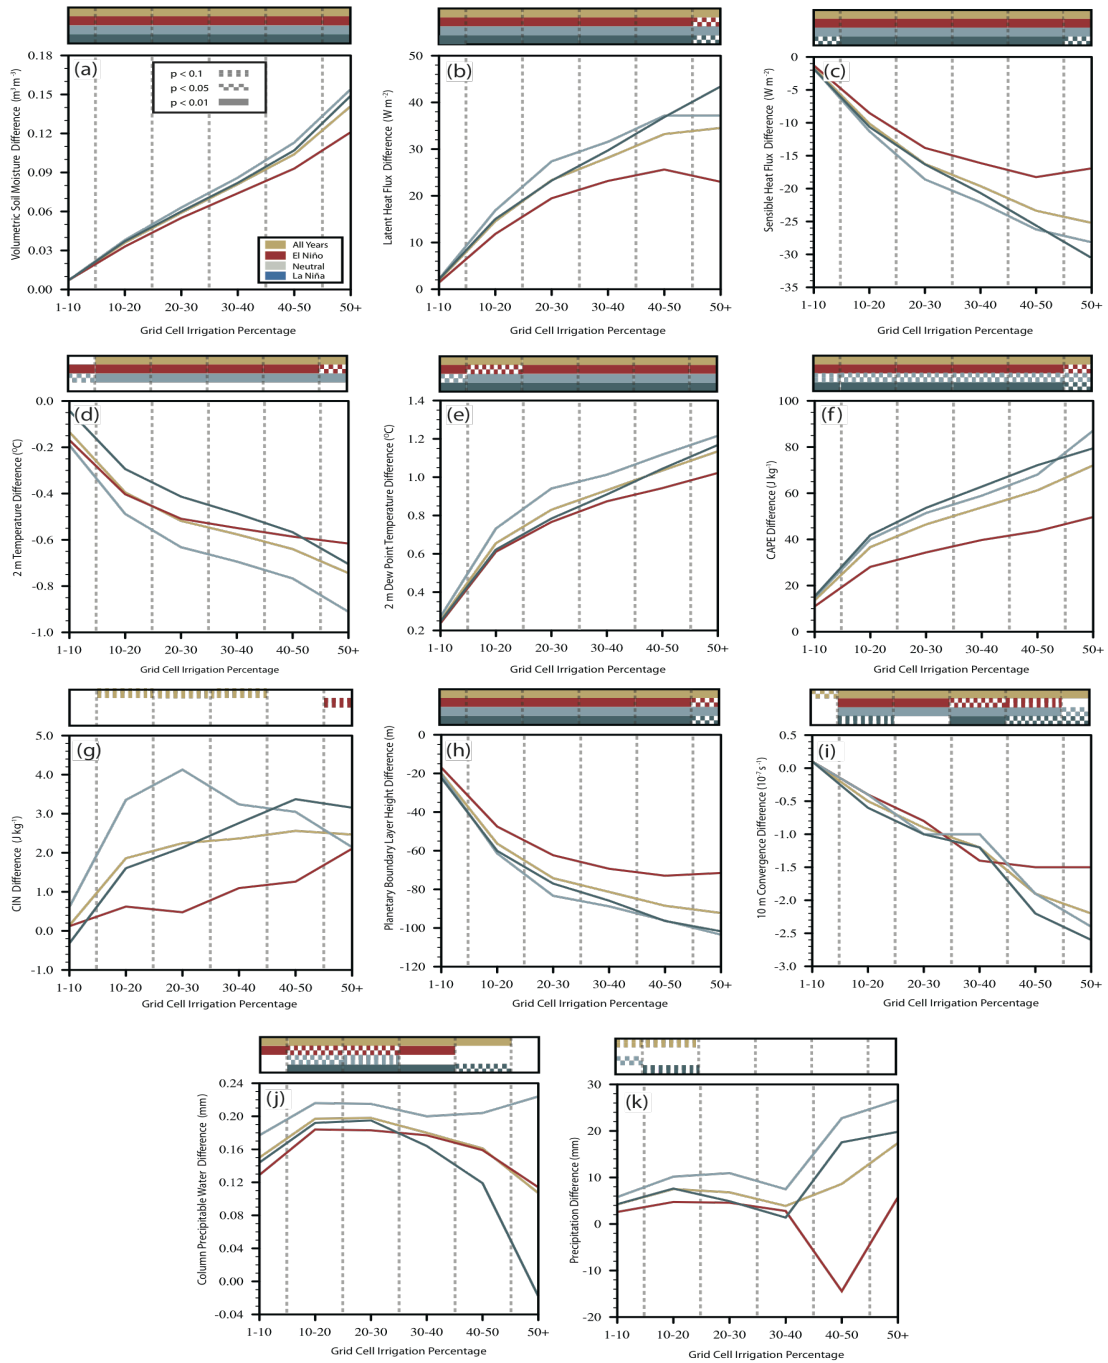 (a)
p < 0.1
p < 0.05
p < 0.01
All Years
El Niño
Neutral
La Niña
Volumetric Soil Moisture Difference (m³ m⁻³)
0.18
0.15
0.12
0.09
0.06
0.03
0.00
1-10 10-20 20-30 30-40 40-50 50+
Grid Cell Irrigation Percentage
(b)
Latent Heat Flux Difference (W m⁻²)
50
40
30
20
10
0
1-10 10-20 20-30 30-40 40-50 50+
Grid Cell Irrigation Percentage
(c)
Sensible Heat Flux Difference (W m⁻²)
0
-5
-10
-15
-20
-25
-30
-35
1-10 10-20 20-30 30-40 40-50 50+
Grid Cell Irrigation Percentage
(d)
2 m Temperature Difference (°C)
0.0
-0.2
-0.4
-0.6
-0.8
-1.0
1-10 10-20 20-30 30-40 40-50 50+
Grid Cell Irrigation Percentage
(e)
2 m Dew Point Temperature Difference (°C)
1.4
1.2
1.0
0.8
0.6
0.4
0.2
1-10 10-20 20-30 30-40 40-50 50+
Grid Cell Irrigation Percentage
(f)
CAPE Difference (J kg⁻¹)
100
80
60
40
20
0
1-10 10-20 20-30 30-40 40-50 50+
Grid Cell Irrigation Percentage
(g)
CIN Difference (J kg⁻¹)
5.0
4.0
3.0
2.0
1.0
0.0
-1.0
1-10 10-20 20-30 30-40 40-50 50+
Grid Cell Irrigation Percentage
(h)
Planetary Boundary Layer Height Difference (m)
0
-20
-40
-60
-80
-100
-120
1-10 10-20 20-30 30-40 40-50 50+
Grid Cell Irrigation Percentage
(i)
10 m Convergence Difference (10⁻⁷ s⁻¹)
0.5
0.0
-0.5
-1.0
-1.5
-2.0
-2.5
-3.0
1-10 10-20 20-30 30-40 40-50 50+
Grid Cell Irrigation Percentage
(j)
Column Precipitable Water Difference (mm)
0.24
0.20
0.16
0.12
0.08
0.04
0.00
-0.04
1-10 10-20 20-30 30-40 40-50 50+
Grid Cell Irrigation Percentage
(k)
Precipitation Difference (mm)
30
20
10
0
-10
-20
1-10 10-20 20-30 30-40 40-50 50+
Grid Cell Irrigation Percentage